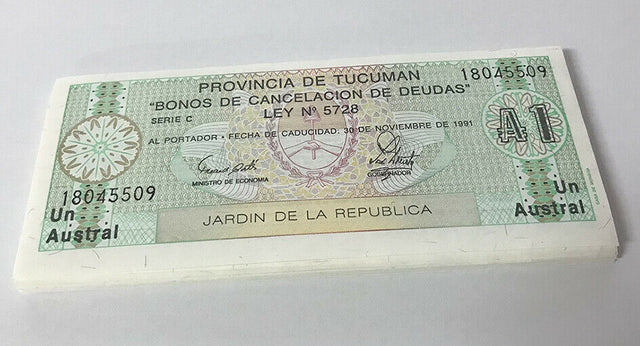 PROVINCIA DE TUCUMAN
18045509
"BONOS DE CANCELACION DE DEUDAS"
SERIE C
LEY Nº 5728
A1
AL PORTADOR • FECHA DE CADUCIDAD: 30 DE NOVIEMBRE DE 1991
MINISTRO DE ECONOMIA
GOBERNADOR
18045509
Un
Austral
Un
Austral
JARDIN DE LA REPUBLICA